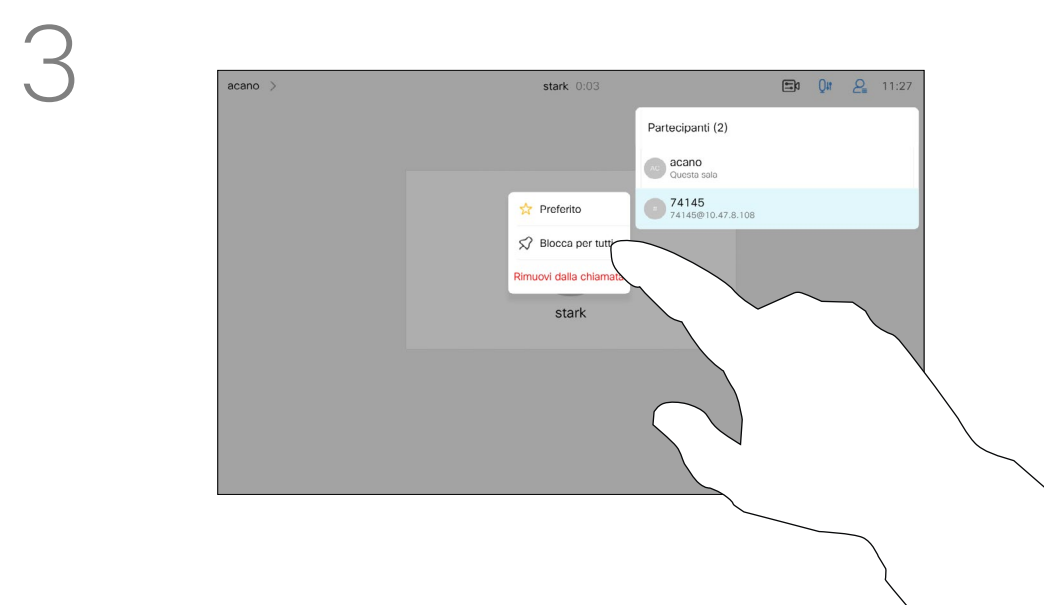 3
acano >
stark 0:03
11:27
Partecipanti (2)
AC
acano
Questa sala
74145
74145@10.47.8.108
Preferito
Blocca per tutti
Rimuovi dalla chiamata
stark